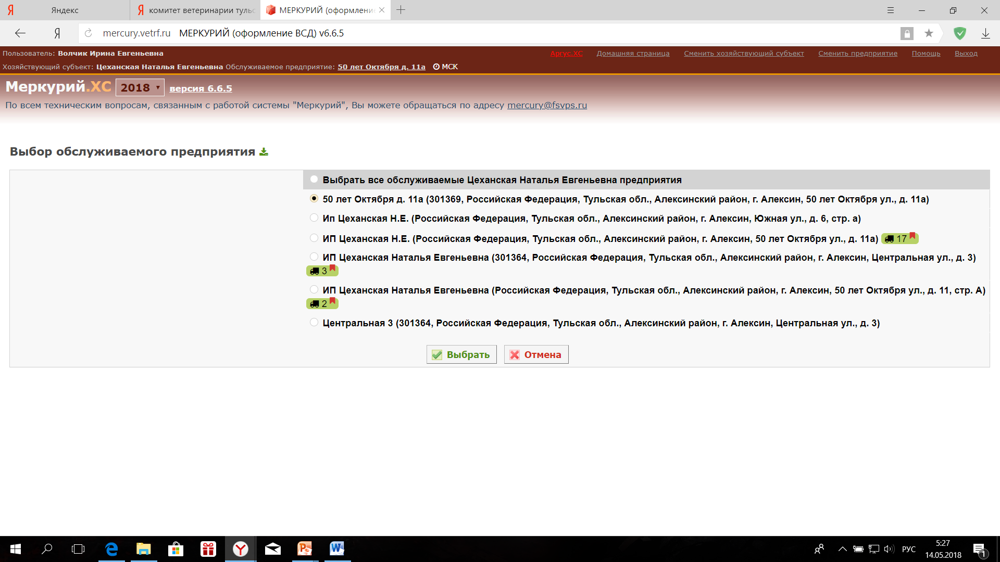 Яндекс
комитет ветеринарии тульс
МЕРКУРИЙ (оформлени
mercury.vetrf.ru МЕРКУРИЙ (оформление ВСД) v6.6.5
Пользователь: Волчик Ирина Евгеньевна
Аргус.ХС Домашняя страница Сменить хозяйствующий субъект Сменить предприятие Помощь Выход
Хозяйствующий субъект: Цеханская Наталья Евгеньевна Обслуживаемое предприятие: 50 лет Октября д. 11а МСК
Меркурий.ХС 2018 версия 6.6.5
По всем техническим вопросам, связанным с работой системы "Меркурий", Вы можете обращаться по адресу mercury@fsvps.ru
Выбор обслуживаемого предприятия
Выбрать все обслуживаемые Цеханская Наталья Евгеньевна предприятия
50 лет Октября д. 11а (301369, Российская Федерация, Тульская обл., Алексинский район, г. Алексин, 50 лет Октября ул., д. 11а)
Ип Цеханская Н.Е. (Российская Федерация, Тульская обл., Алексинский район, г. Алексин, Южная ул., д. 6, стр. а)
ИП Цеханская Н.Е. (Российская Федерация, Тульская обл., Алексинский район, г. Алексин, 50 лет Октября ул., д. 11а) 17
ИП Цеханская Наталья Евгеньевна (301364, Российская Федерация, Тульская обл., Алексинский район, г. Алексин, Центральная ул., д. 3)
3
ИП Цеханская Наталья Евгеньевна (Российская Федерация, Тульская обл., Алексинский район, г. Алексин, 50 лет Октября ул., д. 11, стр. А)
2
Центральная 3 (301364, Российская Федерация, Тульская обл., Алексинский район, г. Алексин, Центральная ул., д. 3)
Выбрать Отмена
РУС
5:27
14.05.2018
1